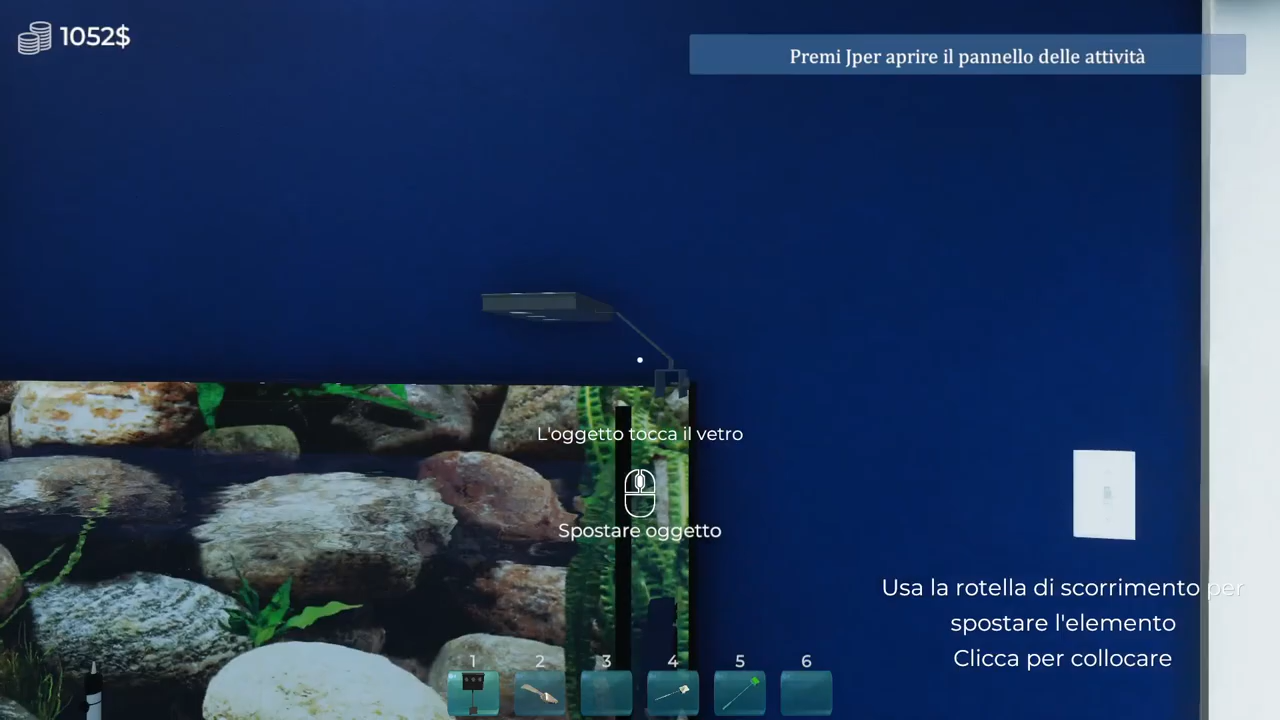 1052$
Premi Jper aprire il pannello delle attività
L'oggetto tocca il vetro
Spostare oggetto
Usa la rotella di scorrimento per
spostare l'elemento
Clicca per collocare
1 2 3 4 5 6